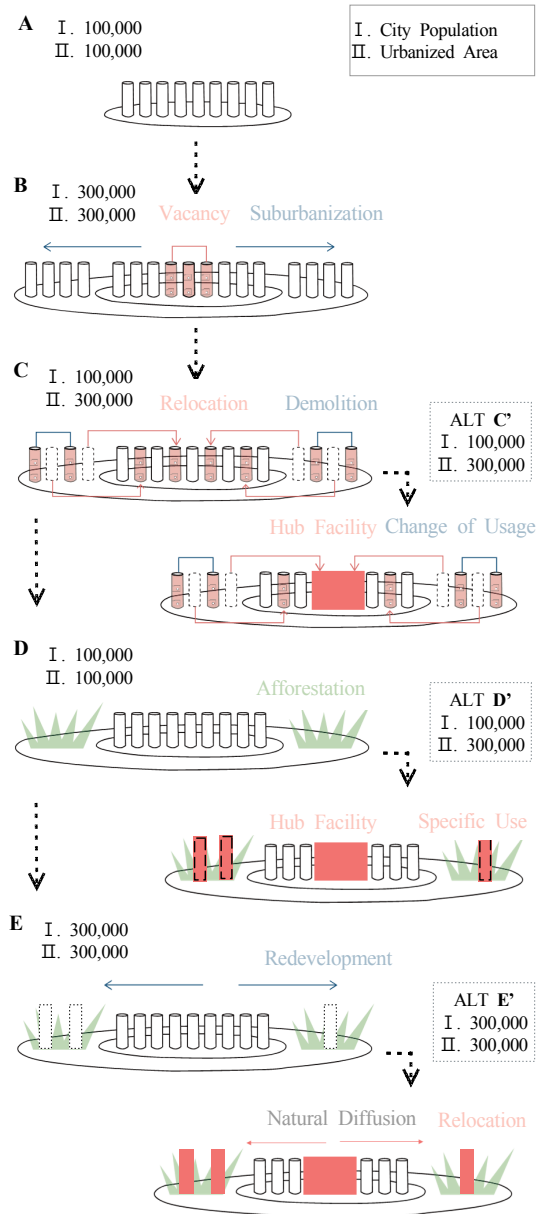 A
Ⅰ. 100,000
Ⅱ. 100,000
Ⅰ. City Population
Ⅱ. Urbanized Area
B
Ⅰ. 300,000
Ⅱ. 300,000
Vacancy
Suburbanization
C
Ⅰ. 100,000
Ⅱ. 300,000
Relocation
Demolition
ALT C’
Ⅰ. 100,000
Ⅱ. 300,000
Hub Facility
Change of Usage
D
Ⅰ. 100,000
Ⅱ. 100,000
Afforestation
ALT D’
Ⅰ. 100,000
Ⅱ. 300,000
Hub Facility
Specific Use
E
Ⅰ. 300,000
Ⅱ. 300,000
Redevelopment
ALT E’
Ⅰ. 300,000
Ⅱ. 300,000
Natural Diffusion
Relocation